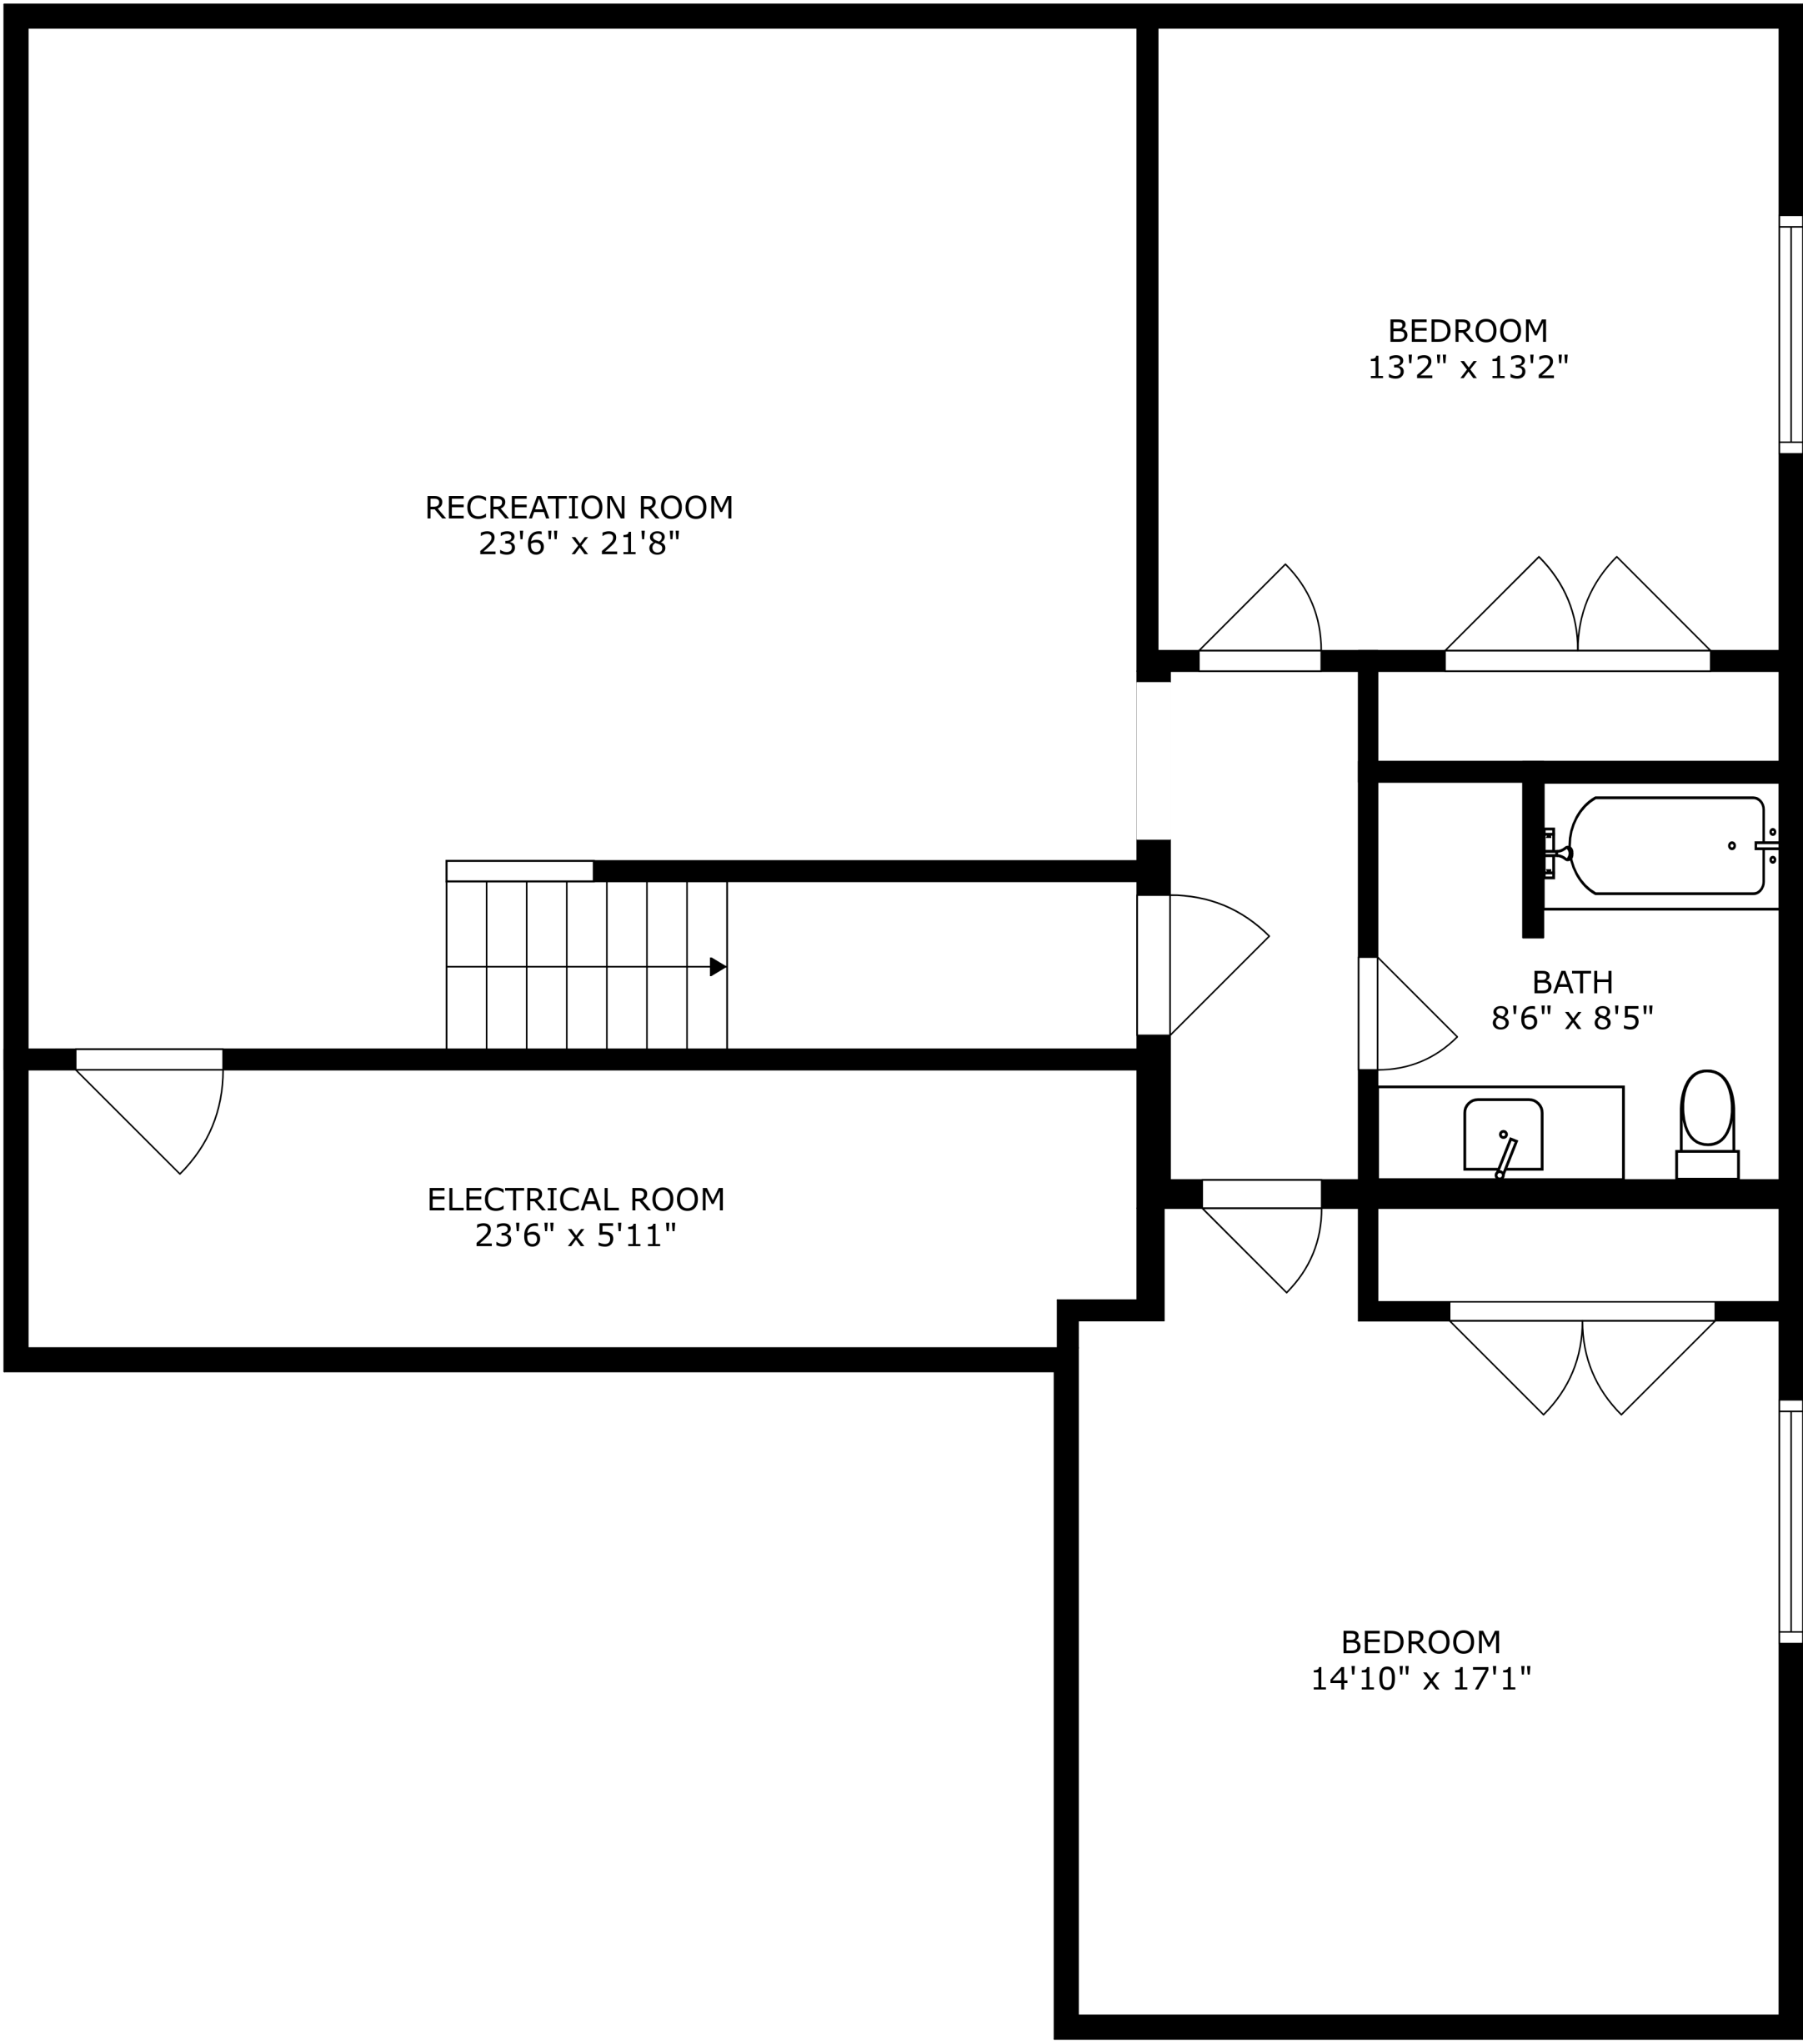 BEDROOM
13'2" x 13'2"
RECREATION ROOM
23'6" x 21'8"
BATH
8'6" x 8'5"
ELECTRICAL ROOM
23'6" x 5'11"
BEDROOM
14'10" x 17'1"